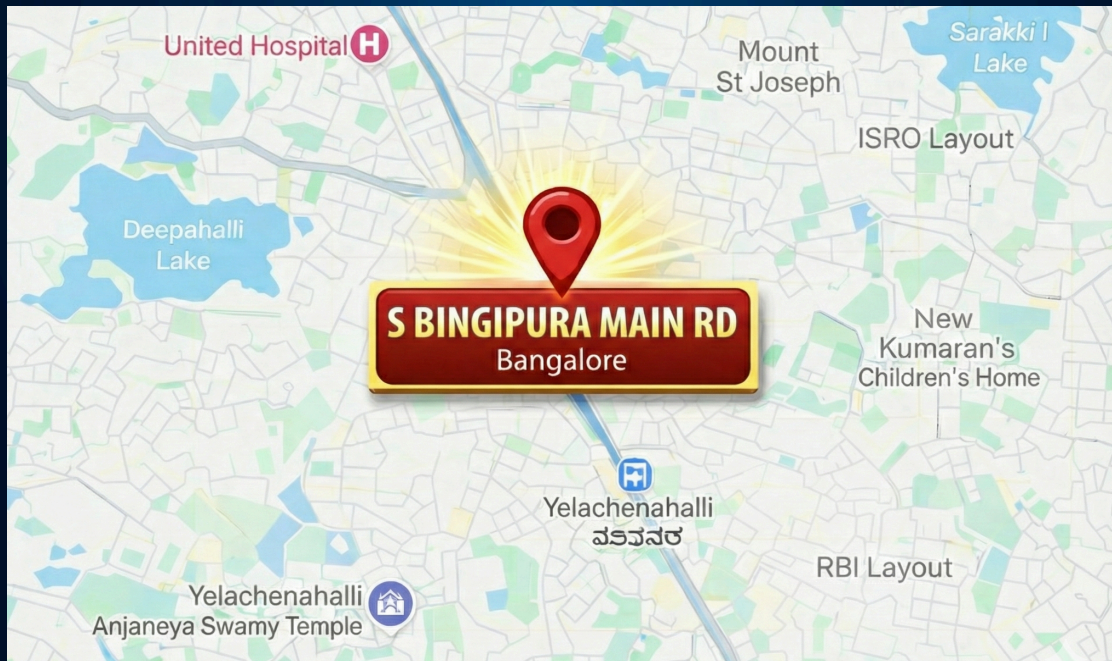 United Hospital H
Mount
St Joseph
Sarakki l
Lake
ISRO Layout
Deepahalli
Lake
S BINGIPURA MAIN RD
Bangalore
New
Kumaran's
Children's Home
Yelachenahalli
RBI Layout
Yelachenahalli
Anjaneya Swamy Temple